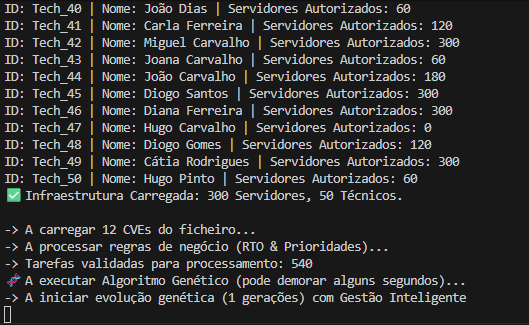 ID: Tech_40 | Nome: João Dias | Servidores Autorizados: 60
ID: Tech_41 | Nome: Carla Ferreira | Servidores Autorizados: 120
ID: Tech_42 | Nome: Miguel Carvalho | Servidores Autorizados: 300
ID: Tech_43 | Nome: Joana Carvalho | Servidores Autorizados: 60
ID: Tech_44 | Nome: João Carvalho | Servidores Autorizados: 180
ID: Tech_45 | Nome: Diogo Santos | Servidores Autorizados: 300
ID: Tech_46 | Nome: Diana Ferreira | Servidores Autorizados: 300
ID: Tech_47 | Nome: Hugo Carvalho | Servidores Autorizados: 0
ID: Tech_48 | Nome: Diogo Gomes | Servidores Autorizados: 120
ID: Tech_49 | Nome: Cátia Rodrigues | Servidores Autorizados: 300
ID: Tech_50 | Nome: Hugo Pinto | Servidores Autorizados: 60
✅ Infraestrutura Carregada: 300 Servidores, 50 Técnicos.
-> A carregar 12 CVEs do ficheiro...
-> A processar regras de negócio (RTO & Prioridades)...
-> Tarefas validadas para processamento: 540
🧬 A executar Algoritmo Genético (pode demorar alguns segundos)...
-> A iniciar evolução genética (1 gerações) com Gestão Inteligente